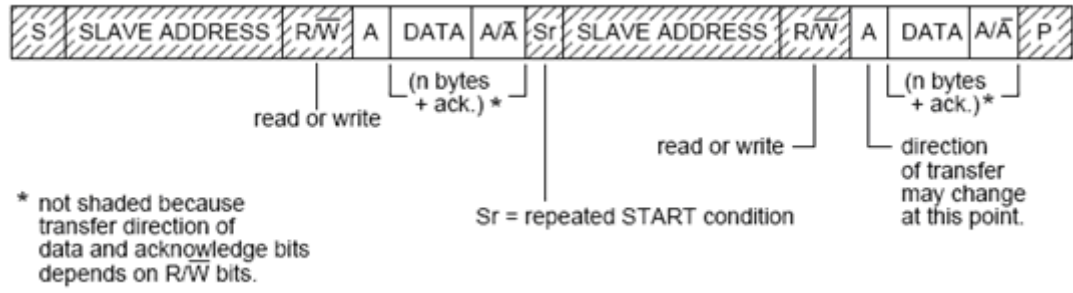 S SLAVE ADDRESS R/W̅ A DATA A/A̅ Sr SLAVE ADDRESS R/W̅ A DATA A/A̅ P
(n bytes
+ ack.) *
(n bytes
+ ack.) *
read or write
read or write
direction
of transfer
may change
at this point.
Sr = repeated START condition
* not shaded because
transfer direction of
data and acknowledge bits
depends on R/W̅ bits.